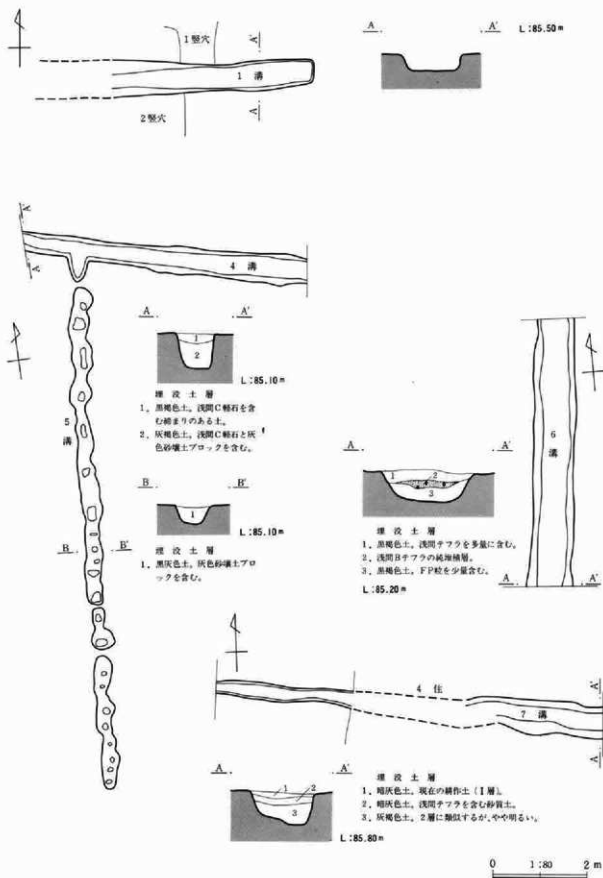 1竪穴
A'
1 溝
A
2竪穴
A A'
L:85.50m
A'
A
4 溝
A A'
1
2
L:85.10m
埋没土層
1、黒褐色土、浅間C軽石を含
む締まりのある土。
2、灰褐色土、浅間C軽石と灰
色砂壌土ブロックを含む。
5溝
B B'
B B'
1
L:85.10m
埋没土層
1、黒灰色土、灰色砂壌土ブロ
ックを含む。
6溝
A A'
A A'
1 2
3
埋没土層
1、黒褐色土、浅間テフラを多量に含む。
2、浅間Bテフラの純堆積層。
3、黒褐色土、FP粒を少量含む。
L:85.20m
4 住
7 溝
A'
A
A A'
1 2
3
L:85.80m
埋没土層
1、暗灰色土、現在の耕作土(I層)。
2、暗灰色土、浅間テフラを含む砂質土。
3、灰褐色土、2層に類似するが、やや明るい。
0 1:80 2m